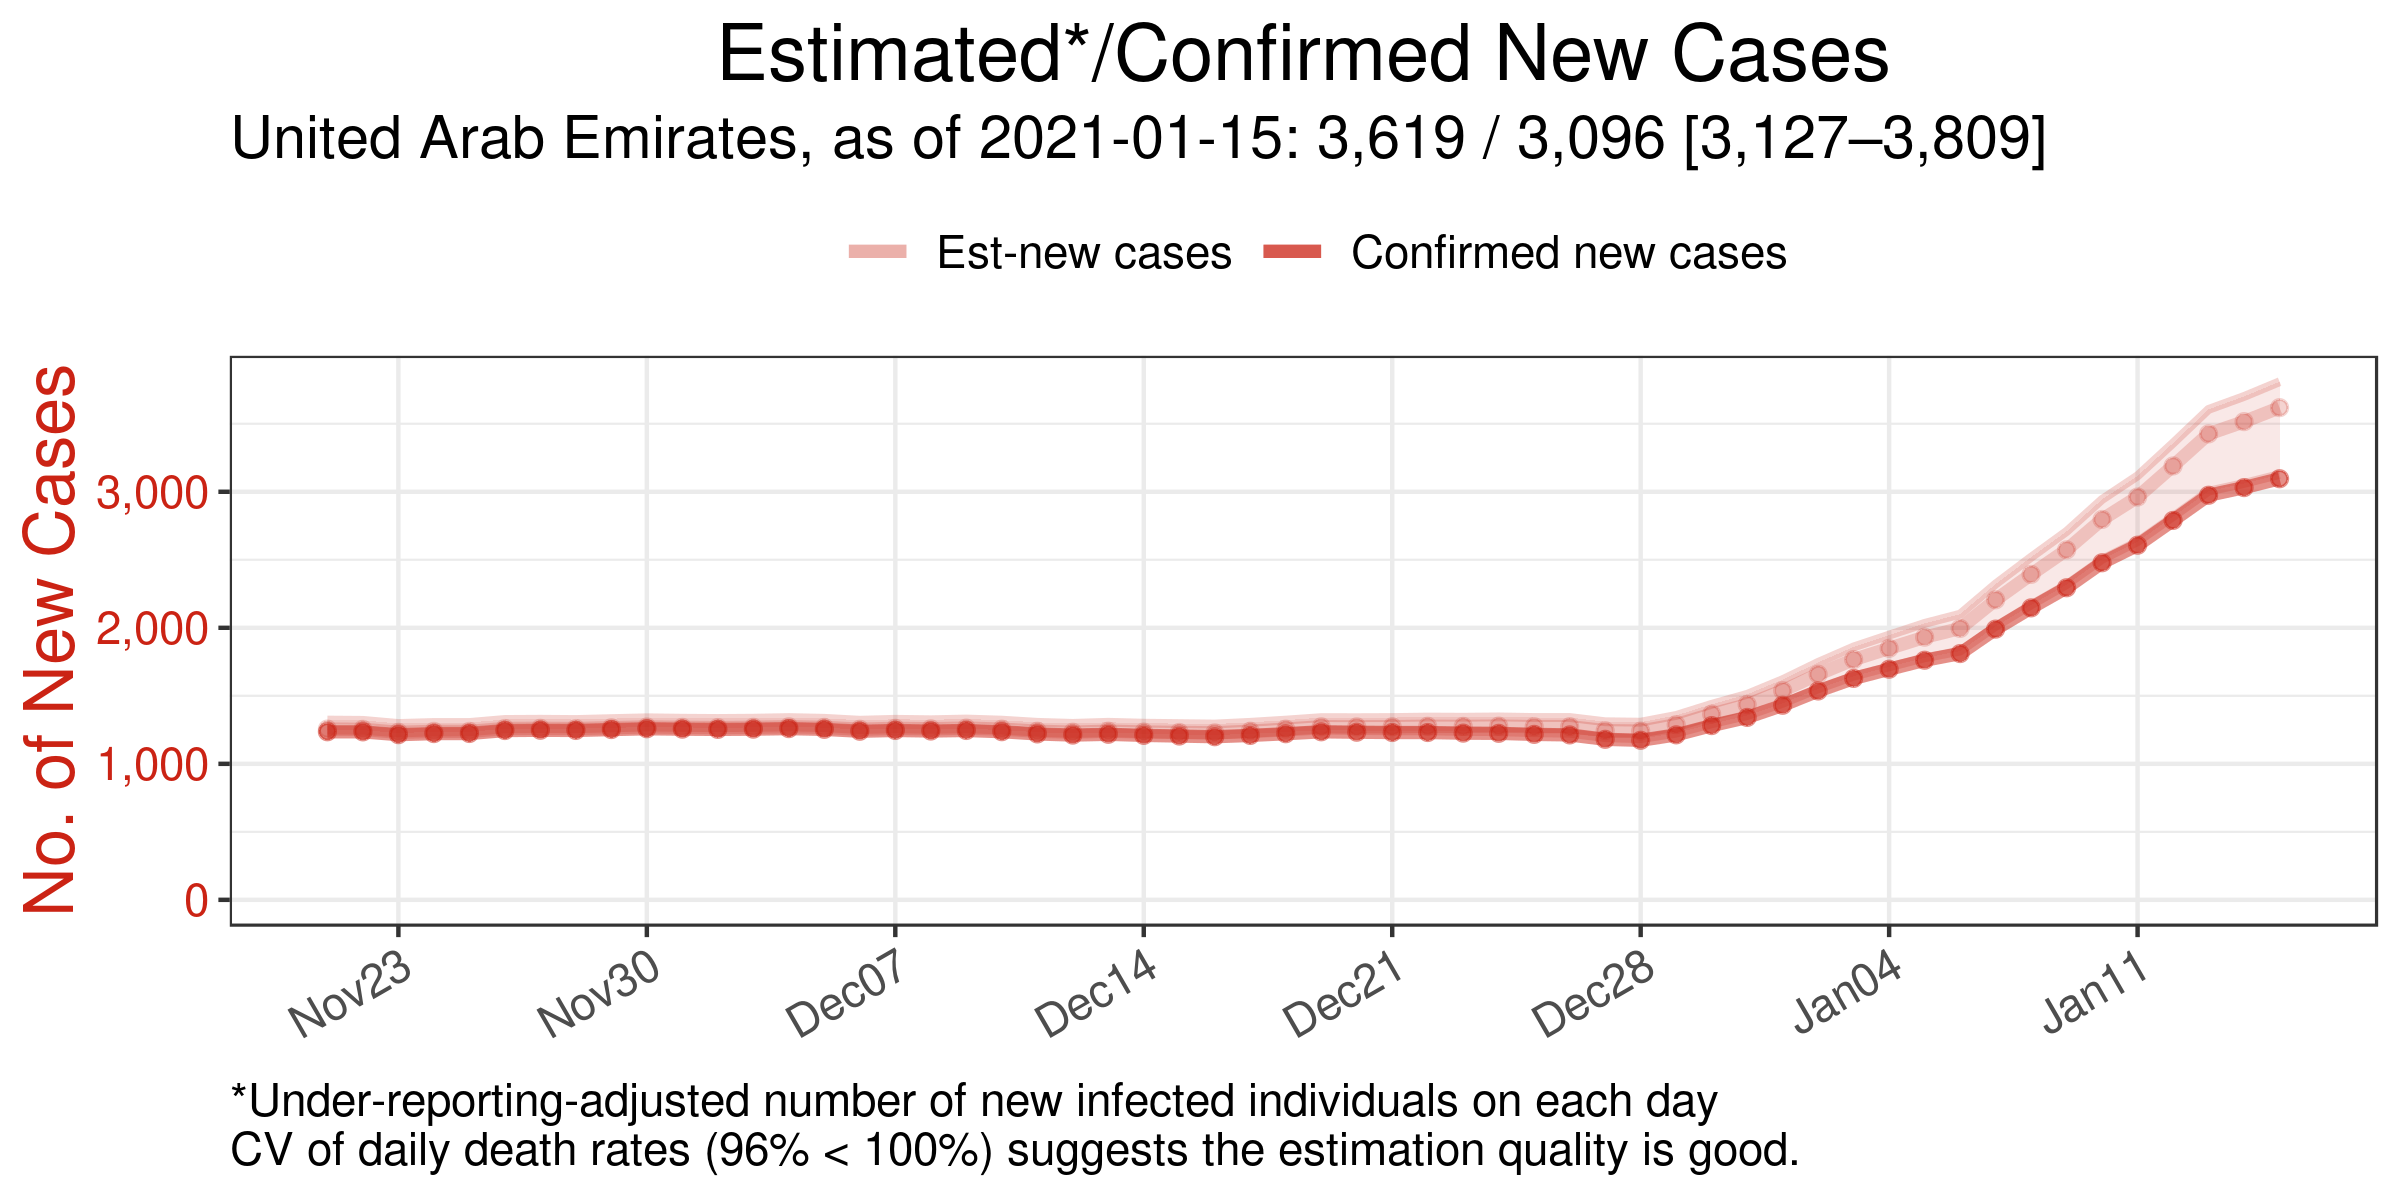 Estimated*/Confirmed New Cases
United Arab Emirates, as of 2021-01-15: 3,619 / 3,096 [3,127–3,809]
Est-new cases Confirmed new cases
No. of New Cases
3,000
2,000
1,000
0
Nov23 Nov30 Dec07 Dec14 Dec21 Dec28 Jan04 Jan11
*Under-reporting-adjusted number of new infected individuals on each day
CV of daily death rates (96% < 100%) suggests the estimation quality is good.